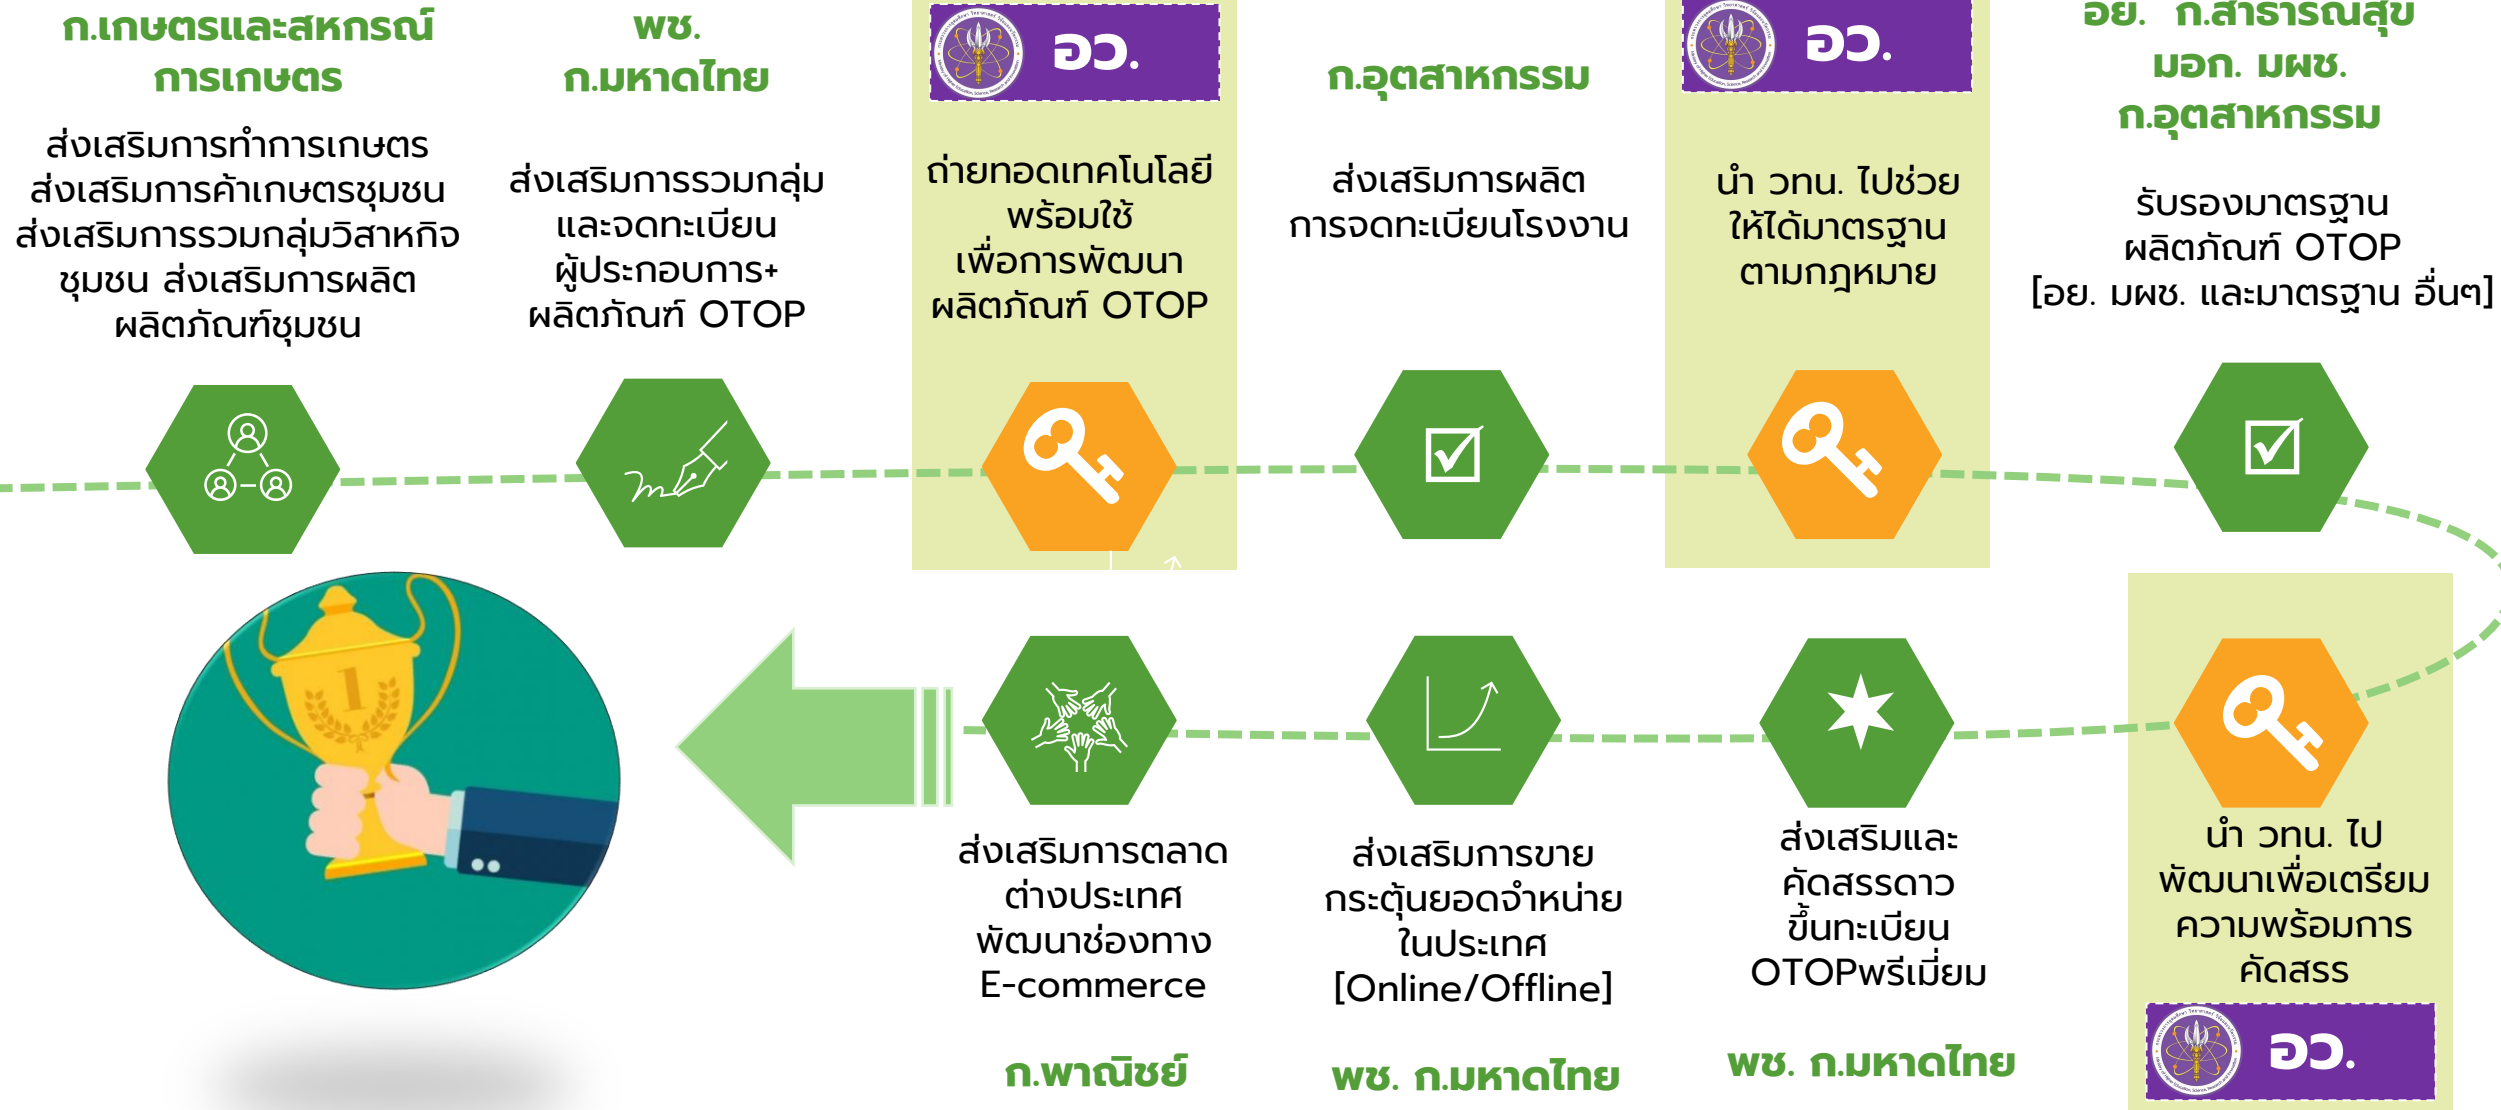 ก.เกษตรและสหกรณ์
การเกษตร
ส่งเสริมการทำการเกษตร
ส่งเสริมการค้าเกษตรชุมชน
ส่งเสริมการรวมกลุ่มวิสาหกิจ
ชุมชน ส่งเสริมการผลิต
ผลิตภัณฑ์ชุมชน
พช.
ก.มหาดไทย
ส่งเสริมการรวมกลุ่ม
และจดทะเบียน
ผู้ประกอบการ+
ผลิตภัณฑ์ OTOP
อว.
ถ่ายทอดเทคโนโลยี
พร้อมใช้
เพื่อการพัฒนา
ผลิตภัณฑ์ OTOP
ก.อุตสาหกรรม
ส่งเสริมการผลิต
การจดทะเบียนโรงงาน
อว.
นำ วทน. ไปช่วย
ให้ได้มาตรฐาน
ตามกฎหมาย
อย. ก.สาธารณสุข
มอก. มผช.
ก.อุตสาหกรรม
รับรองมาตรฐาน
ผลิตภัณฑ์ OTOP
[อย. มผช. และมาตรฐาน อื่นๆ]
1
ส่งเสริมการตลาด
ต่างประเทศ
พัฒนาช่องทาง
E-commerce
ก.พาณิชย์
ส่งเสริมการขาย
กระตุ้นยอดจำหน่าย
ในประเทศ
[Online/Offline]
พช. ก.มหาดไทย
ส่งเสริมและ
คัดสรรดาว
ขึ้นทะเบียน
OTOPพรีเมี่ยม
พช. ก.มหาดไทย
นำ วทน. ไป
พัฒนาเพื่อเตรียม
ความพร้อมการ
คัดสรร
อว.